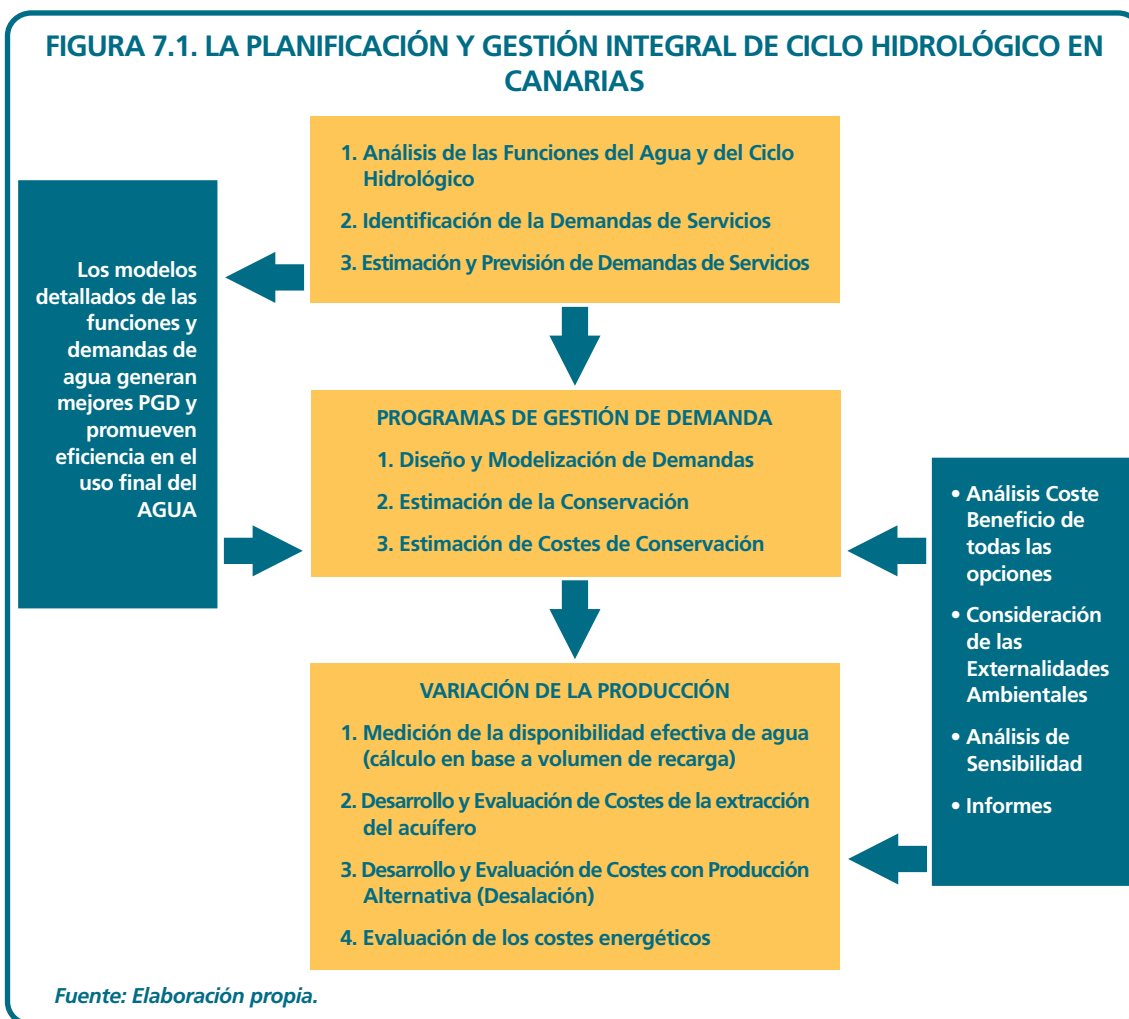 FIGURA 7.1. LA PLANIFICACIÓN Y GESTIÓN INTEGRAL DE CICLO HIDROLÓGICO EN
CANARIAS
1. Análisis de las Funciones del Agua y del Ciclo
Hidrológico
2. Identificación de la Demandas de Servicios
3. Estimación y Previsión de Demandas de Servicios
Los modelos
detallados de las
funciones y
demandas de
agua generan
mejores PGD y
promueven
eficiencia en el
uso final del
AGUA
PROGRAMAS DE GESTIÓN DE DEMANDA
1. Diseño y Modelización de Demandas
2. Estimación de la Conservación
3. Estimación de Costes de Conservación
• Análisis Coste
Beneficio de
todas las
opciones
• Consideración
de las
Externalidades
Ambientales
• Análisis de
Sensibilidad
• Informes
VARIACIÓN DE LA PRODUCCIÓN
1. Medición de la disponibilidad efectiva de agua
(cálculo en base a volumen de recarga)
2. Desarrollo y Evaluación de Costes de la extracción
del acuífero
3. Desarrollo y Evaluación de Costes con Producción
Alternativa (Desalación)
4. Evaluación de los costes energéticos
Fuente: Elaboración propia.